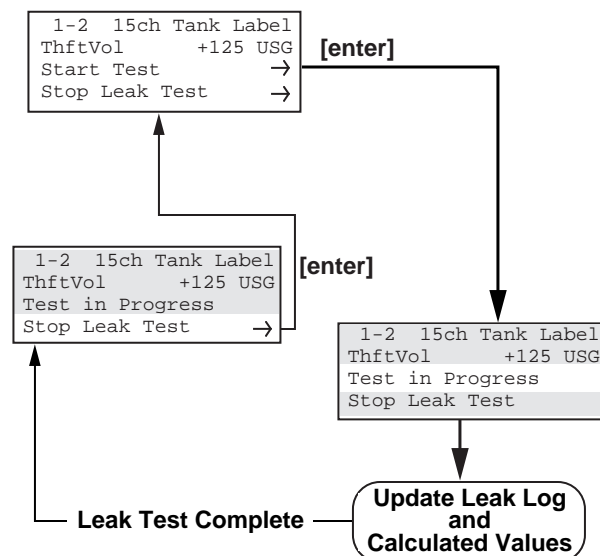 1-2 15ch Tank Label
ThftVol +125 USG
Start Test →
Stop Leak Test →
[enter]
1-2 15ch Tank Label
ThftVol +125 USG
Test in Progress
Stop Leak Test →
[enter]
1-2 15ch Tank Label
ThftVol +125 USG
Test in Progress
Stop Leak Test
Leak Test Complete
Update Leak Log
and
Calculated Values